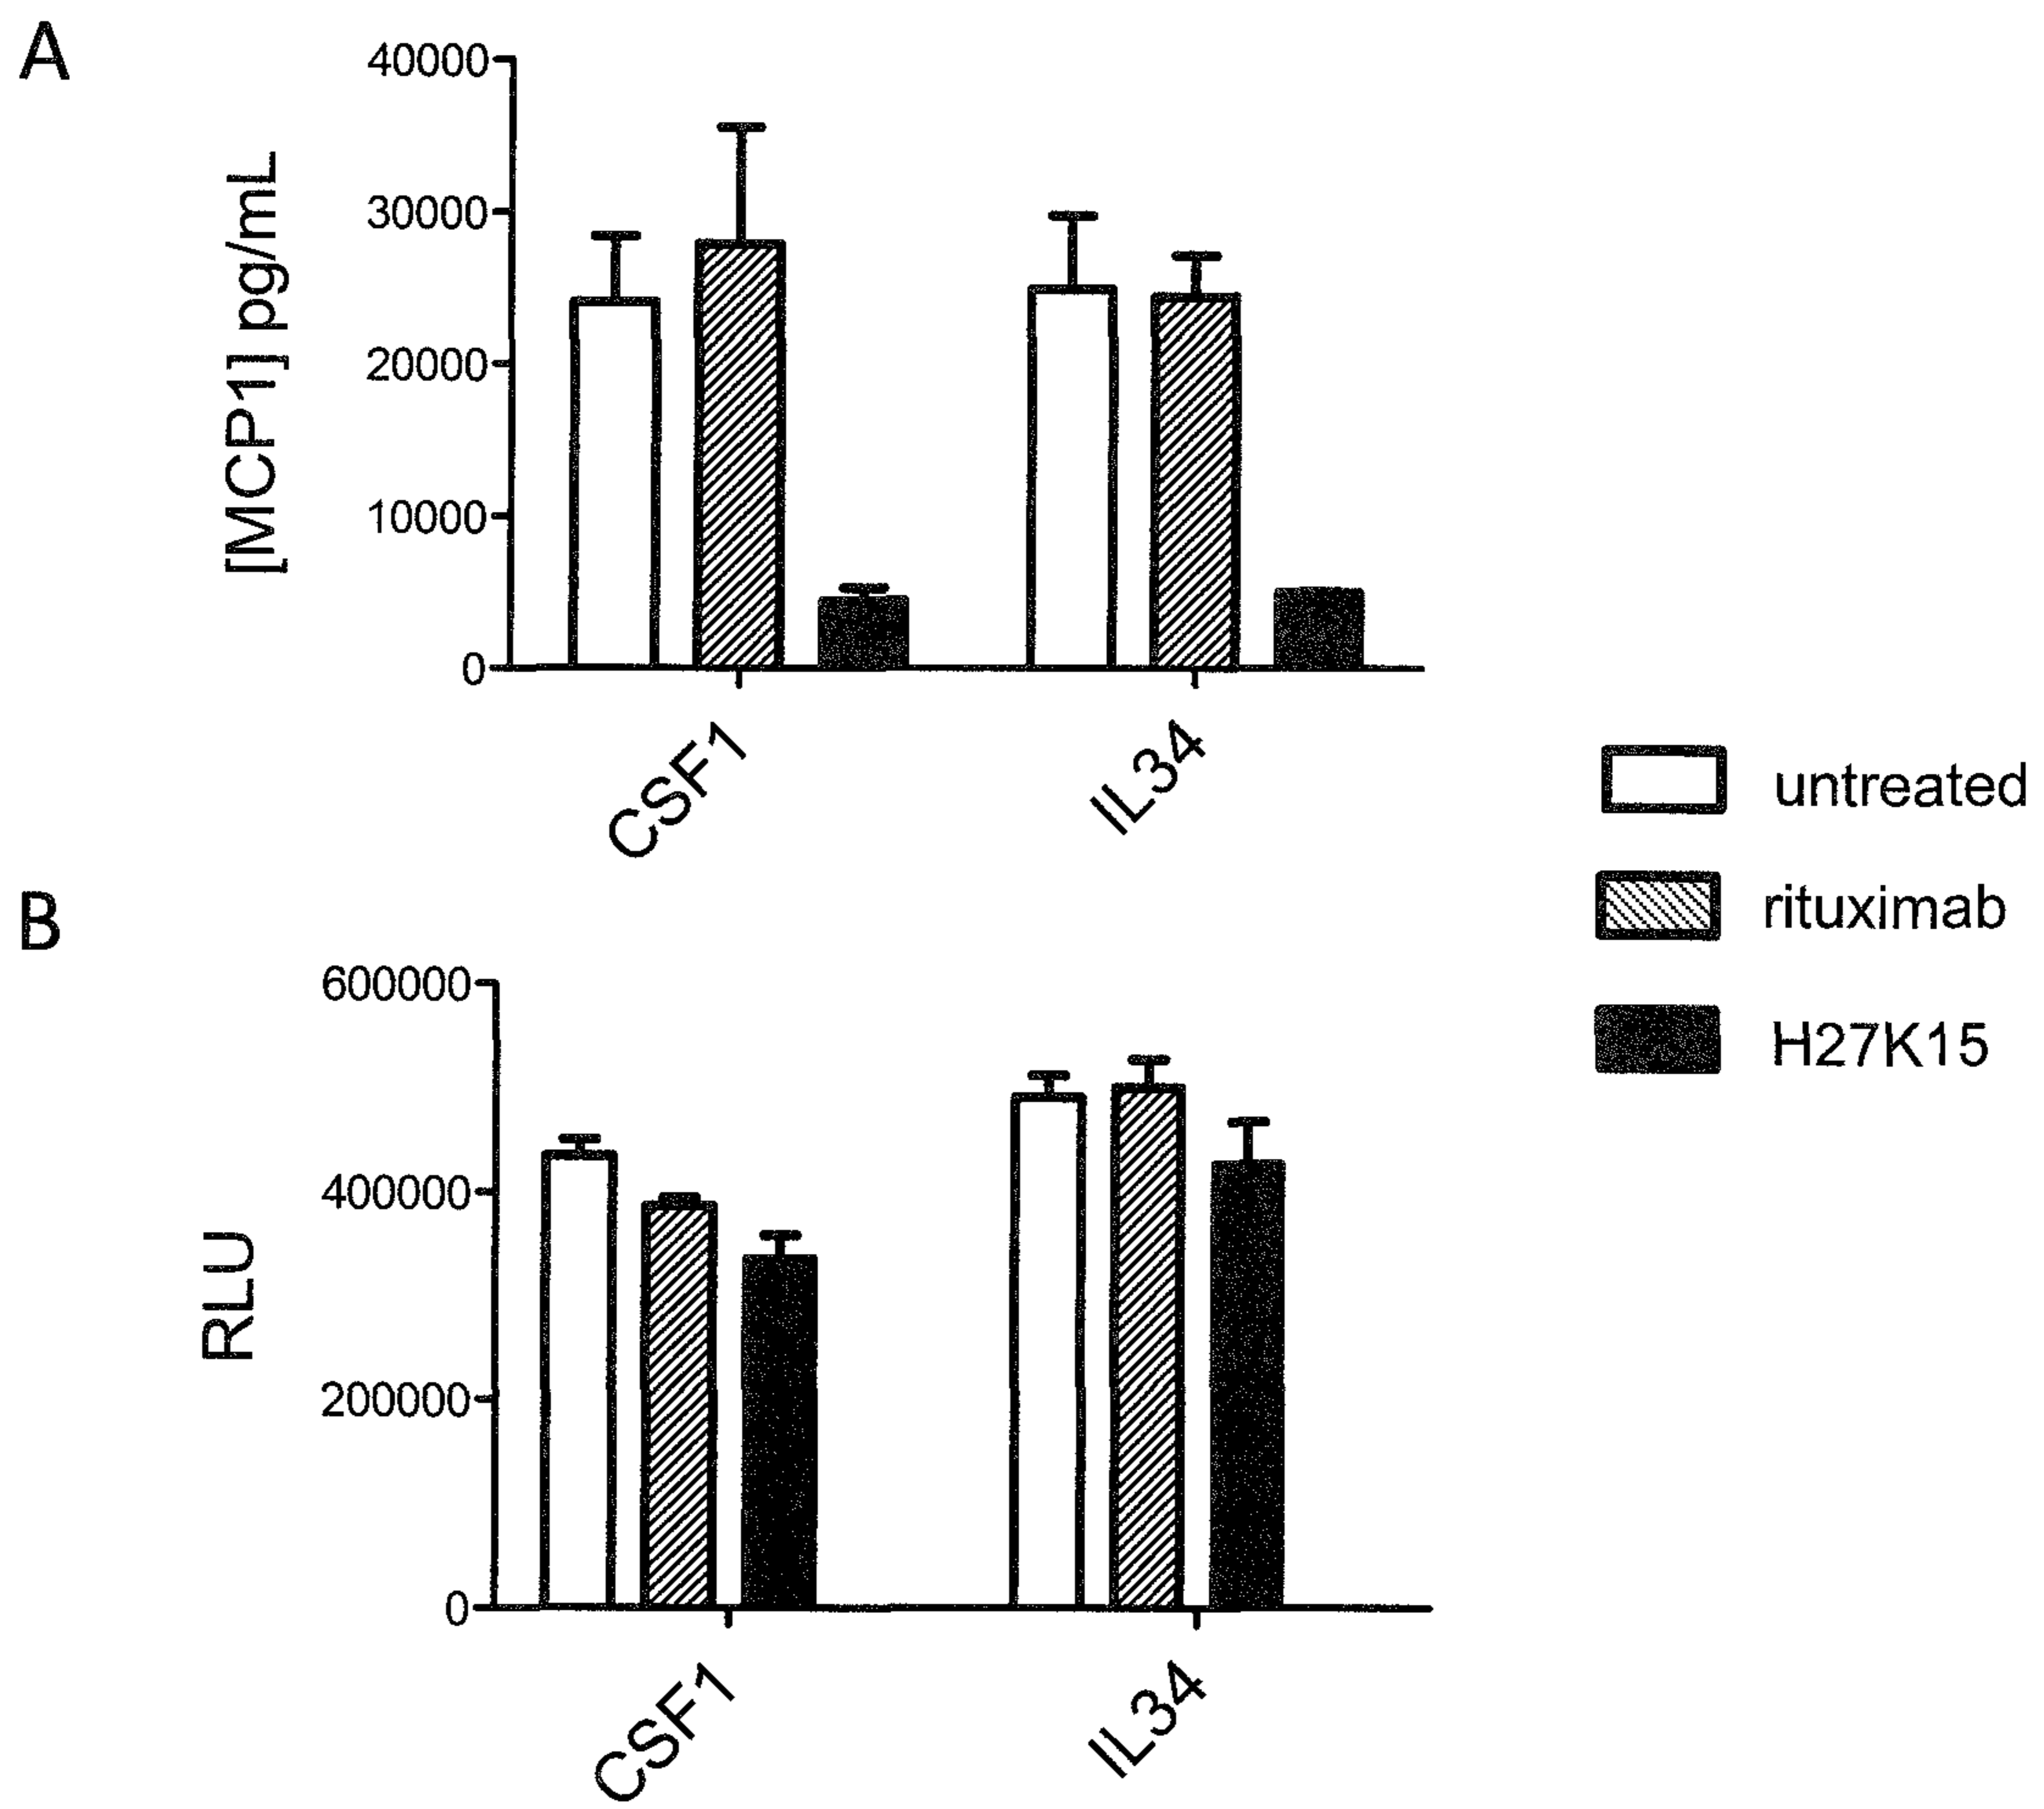 A
40000
30000
20000
10000
0
[MCP1] pg/mL
CSF1
IL34
untreated
rituximab
H27K15
B
600000
400000
200000
0
RLU
CSF1
IL34